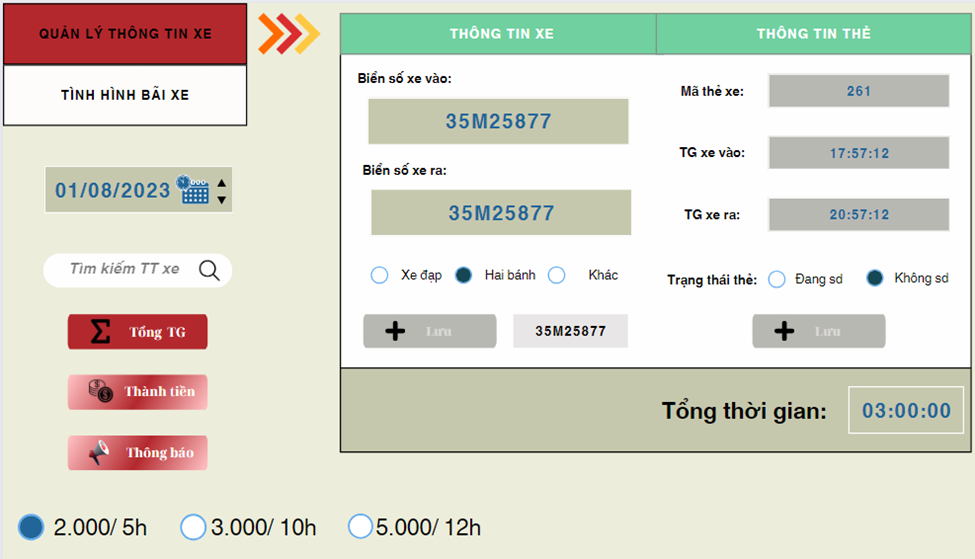 QUẢN LÝ THÔNG TIN XE
TÌNH HÌNH BÃI XE
01/08/2023
Tìm kiếm TT xe
Tổng TG
Thành tiền
Thông báo
THÔNG TIN XE
THÔNG TIN THẺ
Biển số xe vào:
35M25877
Biển số xe ra:
35M25877
Xe đạp Hai bánh Khác
Lưu 35M25877
Mã thẻ xe: 261
TG xe vào: 17:57:12
TG xe ra: 20:57:12
Trạng thái thẻ: Đang sd Không sd
Lưu
Tổng thời gian: 03:00:00
2.000/ 5h 3.000/ 10h 5.000/ 12h